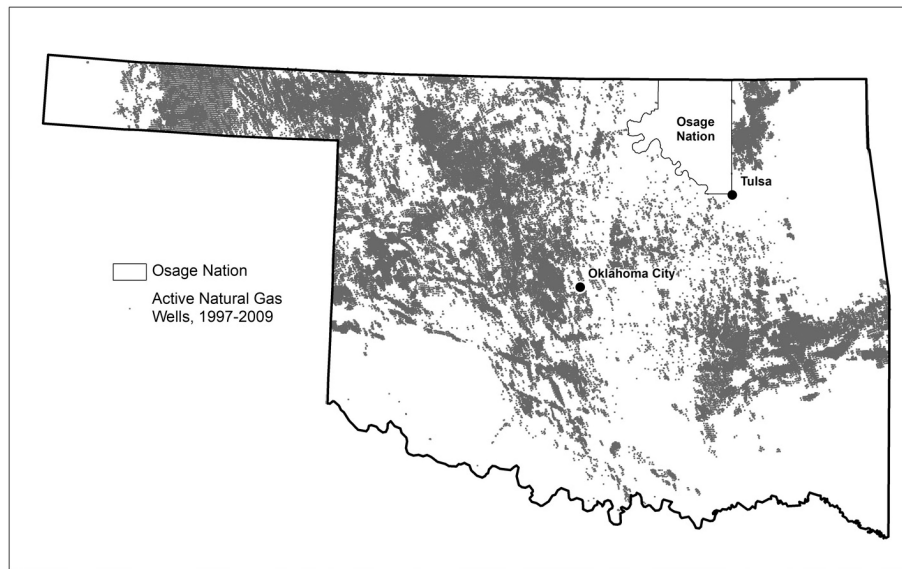 Osage
Nation
Tulsa
Oklahoma City
Osage Nation
Active Natural Gas
Wells, 1997-2009